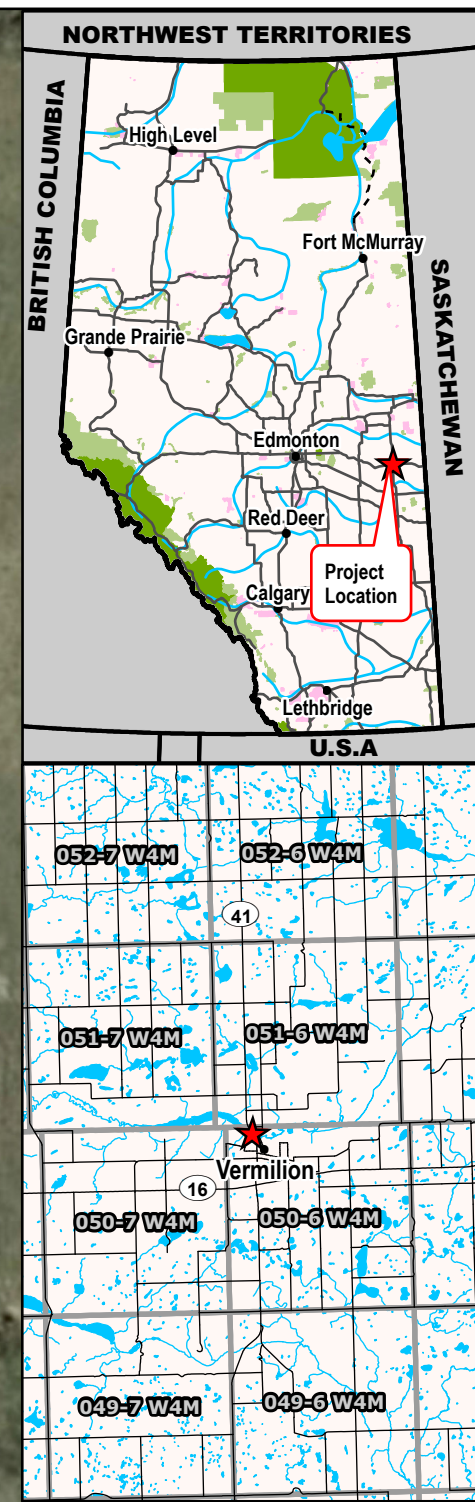 NORTHWEST TERRITORIES
BRITISH COLUMBIA
High Level
Fort McMurray
SASKATCHEWAN
Grande Prairie
Edmonton
Red Deer
Project
Location
Calgary
Lethbridge
U.S.A
052-7 W4M
052-6 W4M
41
051-7 W4M
051-6 W4M
Vermilion
16
050-7 W4M
050-6 W4M
049-7 W4M
049-6 W4M